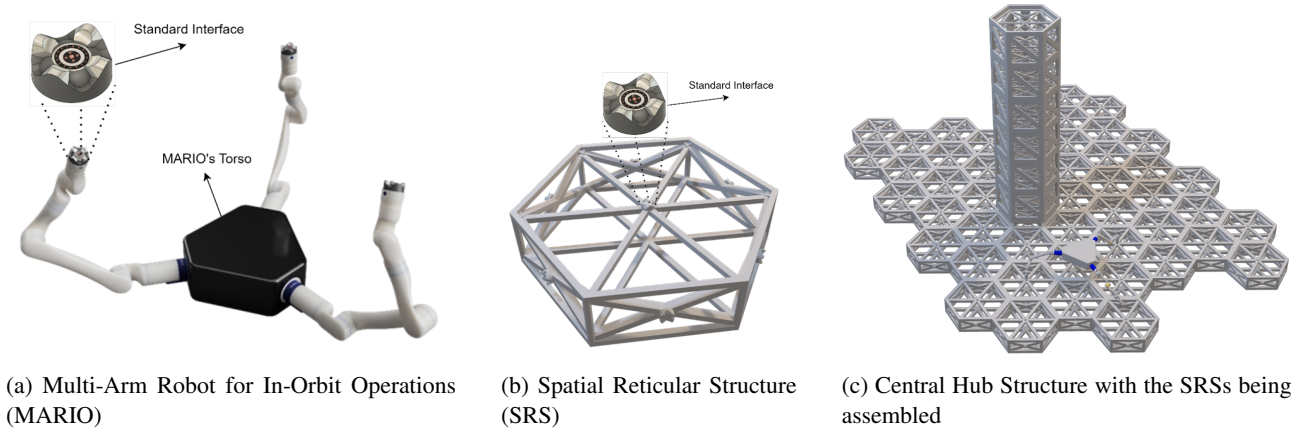 Standard Interface
MARIO's Torso
Standard Interface
(a) Multi-Arm Robot for In-Orbit Operations
(MARIO)
(b) Spatial Reticular Structure
(SRS)
(c) Central Hub Structure with the SRSs being
assembled